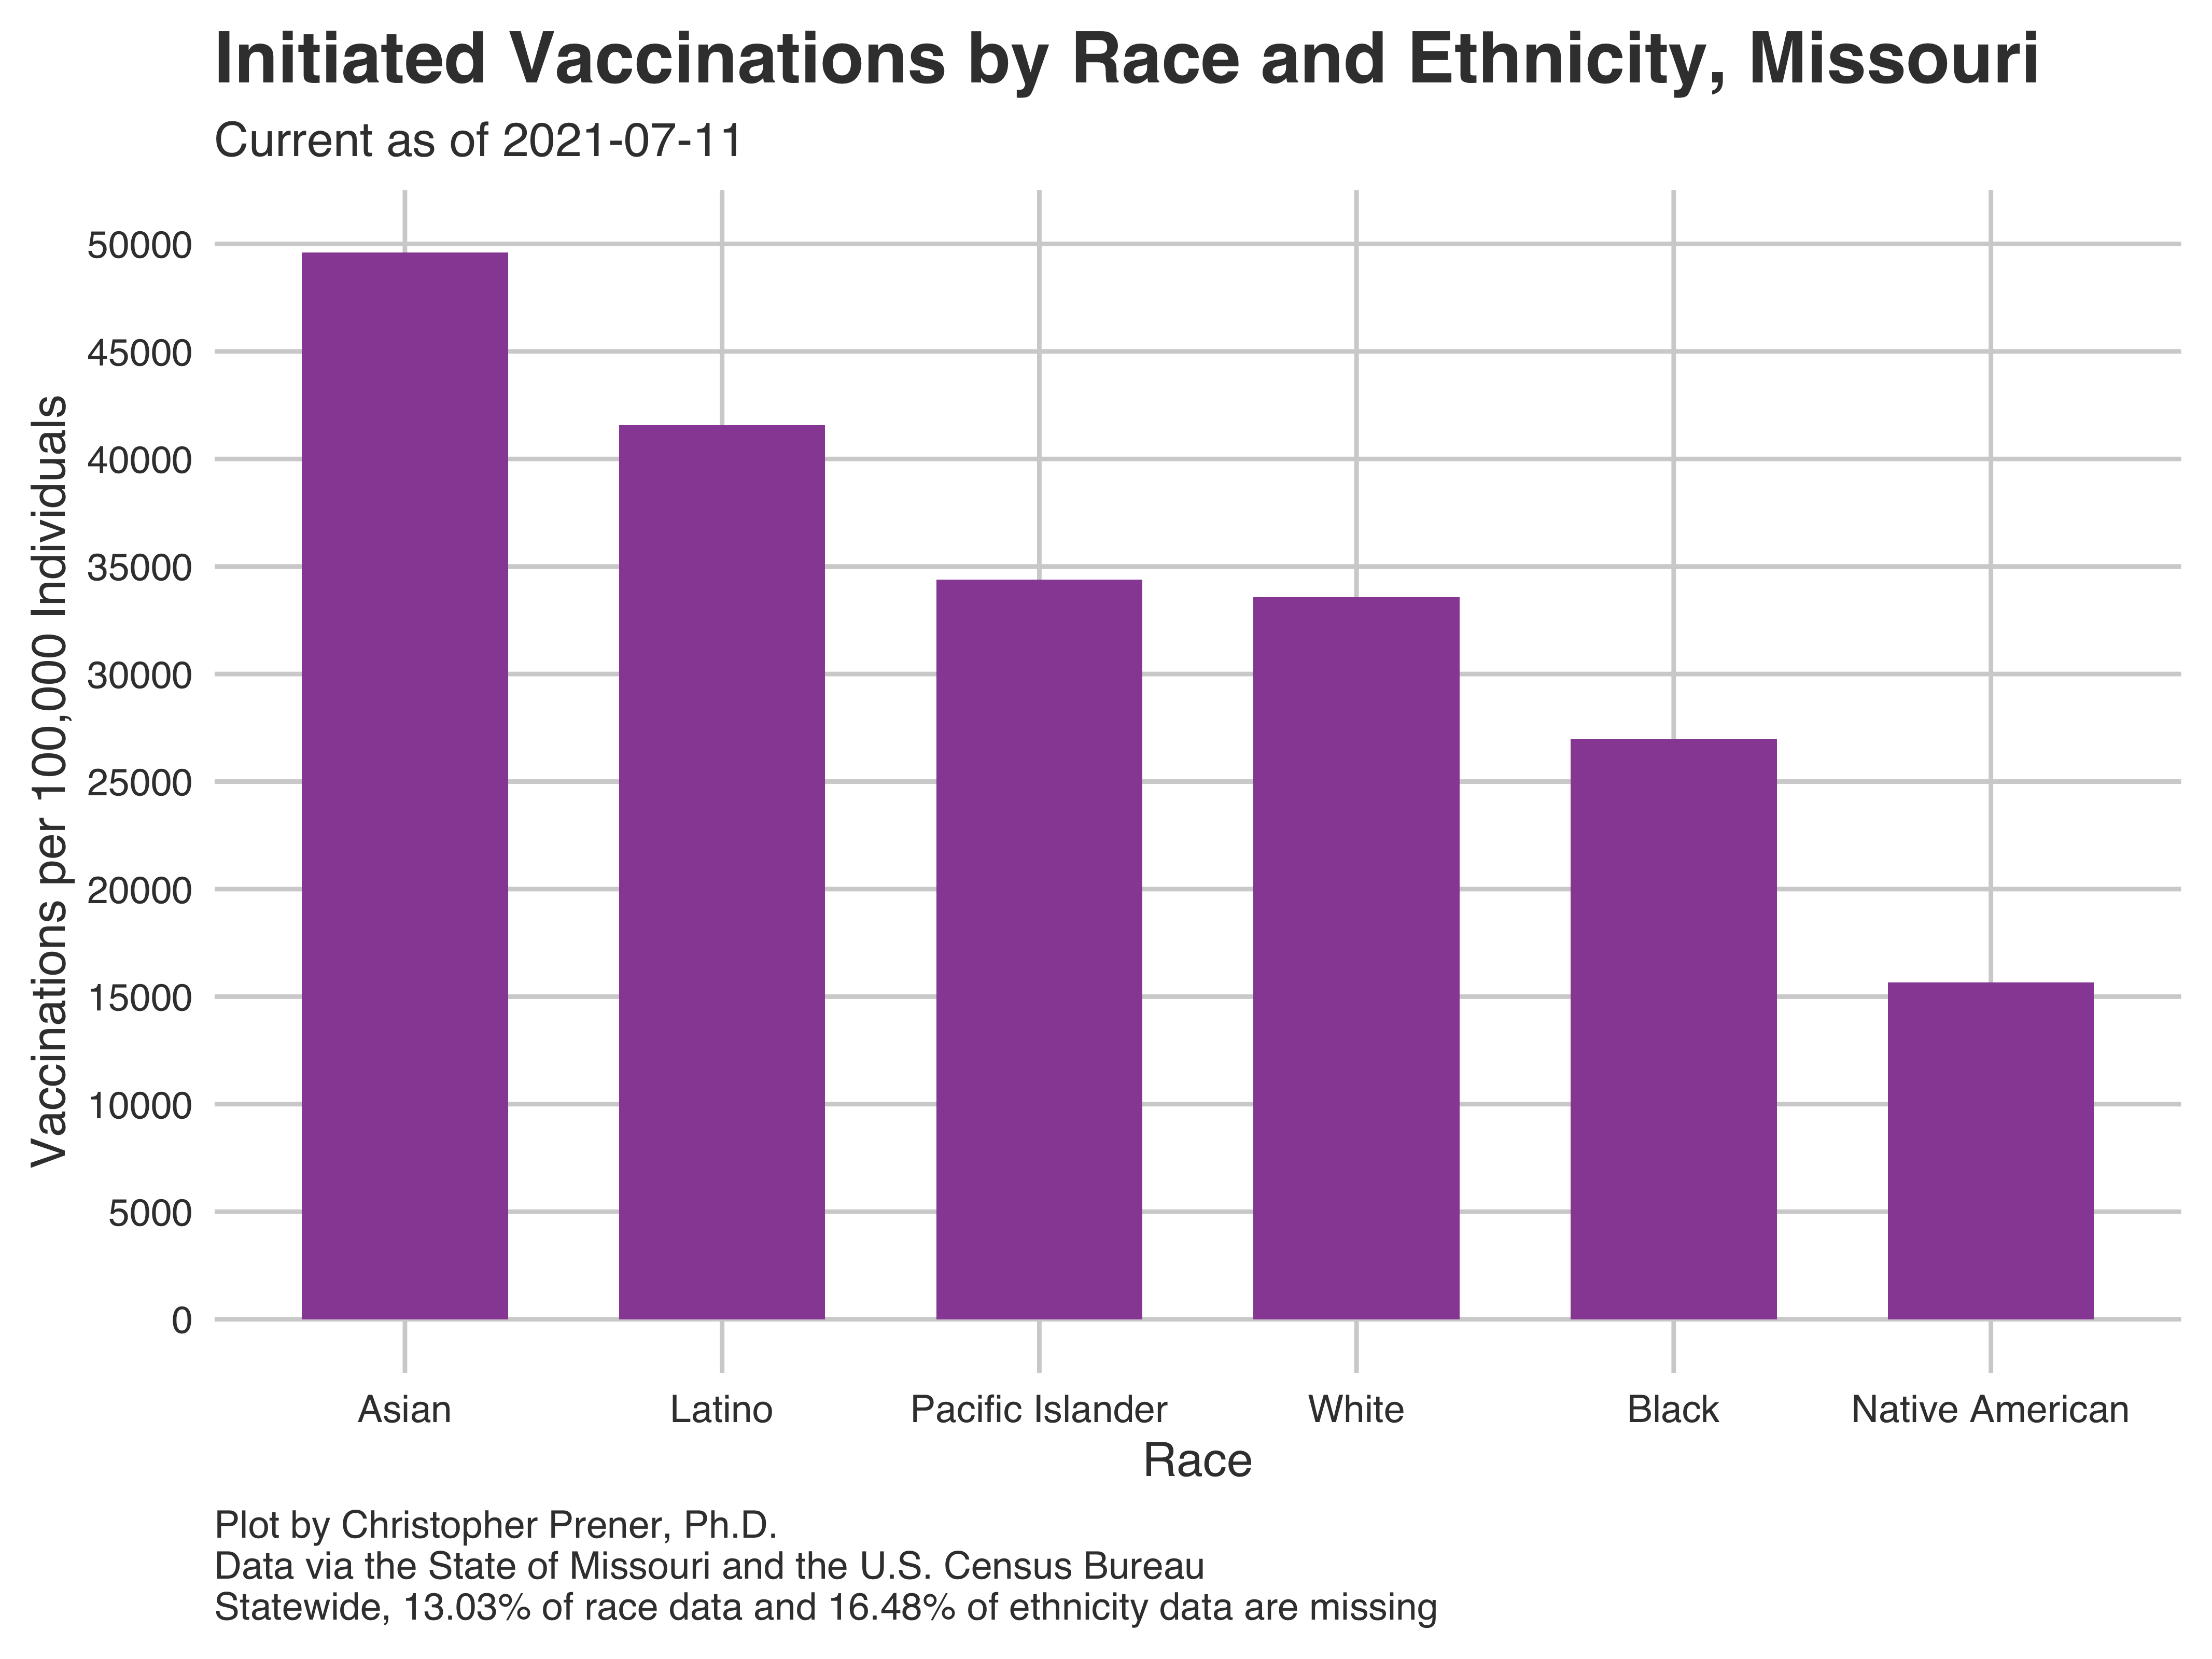 Initiated Vaccinations by Race and Ethnicity, Missouri
Current as of 2021-07-11
Vaccinations per 100,000 Individuals
50000
45000
40000
35000
30000
25000
20000
15000
10000
5000
0
Asian
Latino
Pacific Islander
White
Black
Native American
Race
Plot by Christopher Prener, Ph.D.
Data via the State of Missouri and the U.S. Census Bureau
Statewide, 13.03% of race data and 16.48% of ethnicity data are missing